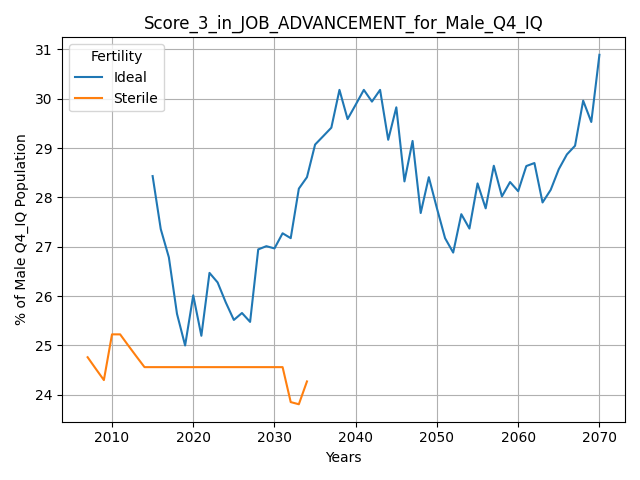 Score_3_in_JOB_ADVANCEMENT_for_Male_Q4_IQ
Fertility
Ideal
Sterile
% of Male Q4_IQ Population
31
30
29
28
27
26
25
24
2010 2020 2030 2040 2050 2060 2070
Years